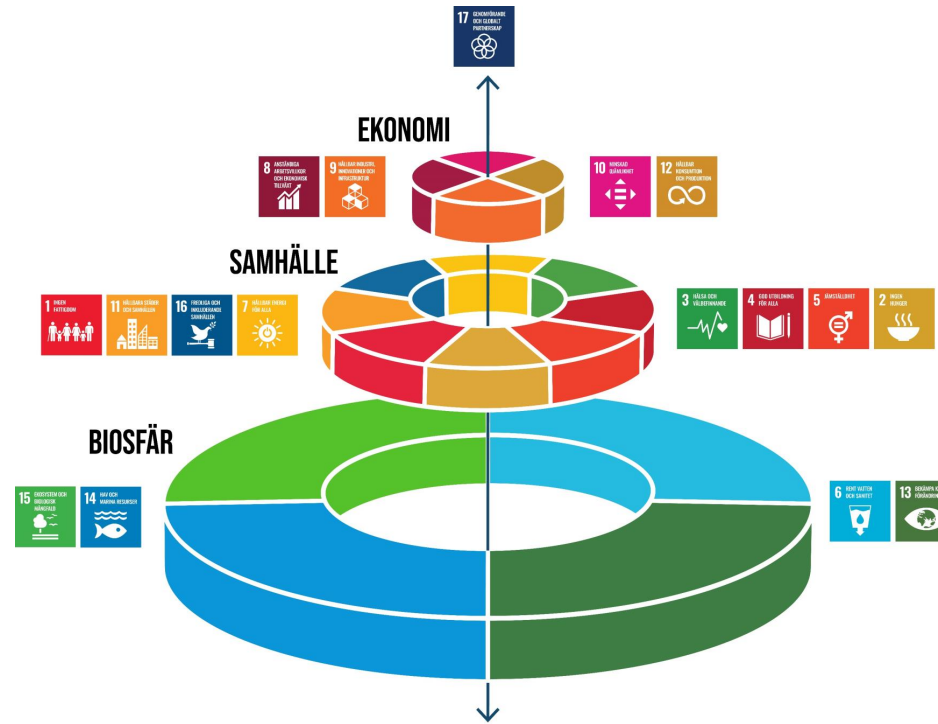 17 GENOMFÖRANDE
OCH GLOBALT
PARTNERSKAP
EKONOMI
8 ANSTÄNDIGA
ARBETSVILLKOR
OCH EKONOMISK
TILLVÄXT
9 HÅLLBAR INDUSTRI,
INNOVATIONER OCH
INFRASTRUKTUR
10 MINSKAD
OJÄMLIKHET
12 HÅLLBAR
KONSUMTION
OCH PRODUKTION
SAMHÄLLE
1 INGEN
FATTIGDOM
11 HÅLLBARA STÄDER
OCH SAMHÄLLEN
16 FREDLIGA OCH
INKLUDERANDE
SAMHÄLLEN
7 HÅLLBAR ENERGI
FÖR ALLA
3 HÄLSA OCH
VÄLBEFINNANDE
4 GOD UTBILDNING
FÖR ALLA
5 JÄMSTÄLLDHET
2 INGEN
HUNGER
BIOSFÄR
15 EKOSYSTEM OCH
BIOLOGISK
MÅNGFALD
14 HAV OCH
MARINA RESURSER
6 RENT VATTEN
OCH SANITET
13 BEKÄMPA K
FÖRÄNDRIN